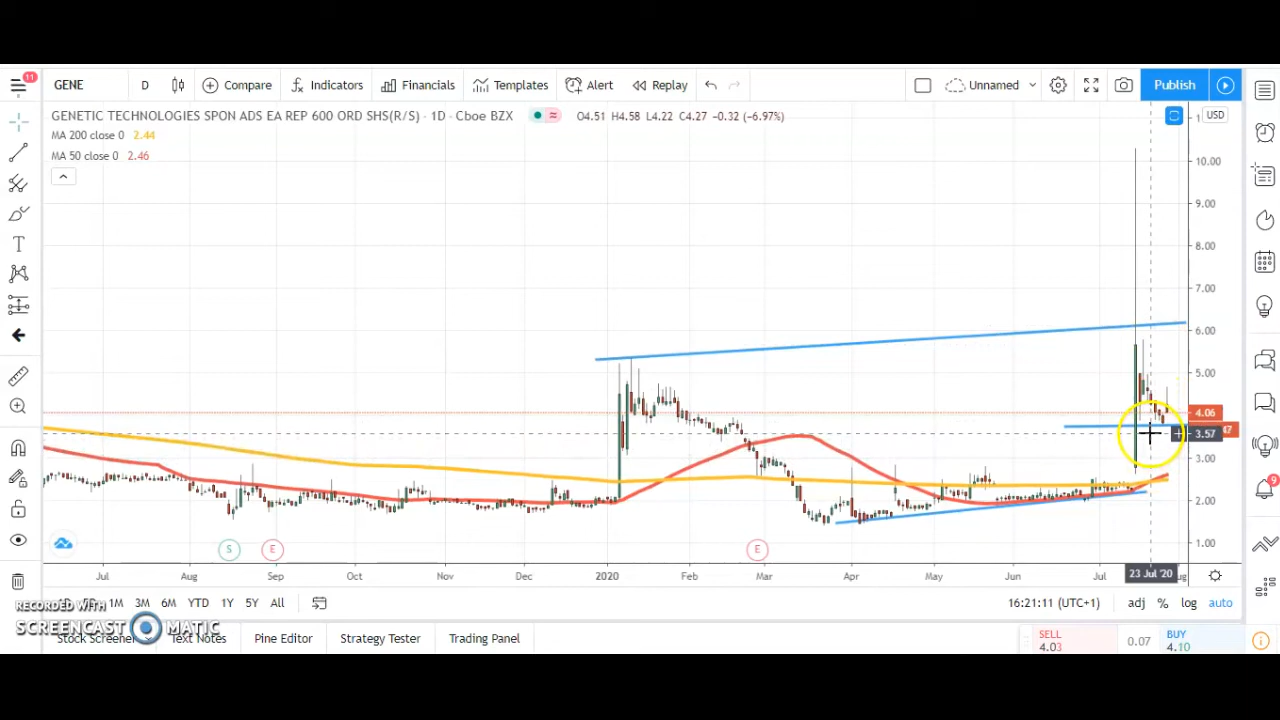 11
GENE D Compare Indicators Financials Templates Alert Replay Unnamed Publish
GENETIC TECHNOLOGIES SPON ADS EA REP 600 ORD SHS(R/S) · 1D · Cboe BZX O4.51 H4.58 L4.22 C4.27 -0.32 (-6.97%) USD
MA 200 close 0 2.44
MA 50 close 0 2.46
10.00
9.00
8.00
7.00
6.00
5.00
4.06
3.57
3.00
2.00
1.00
9
S E E
Jul Aug Sep Oct Nov Dec 2020 Feb Mar Apr May Jun Jul 23 Jul '20
1M 3M 6M YTD 1Y 5Y All 16:21:11 (UTC+1) adj % log auto
RECORDED WITH
SCREENCAST MATIC
Stock Screener Text Notes Pine Editor Strategy Tester Trading Panel
SELL 4.03 0.07 BUY 4.10